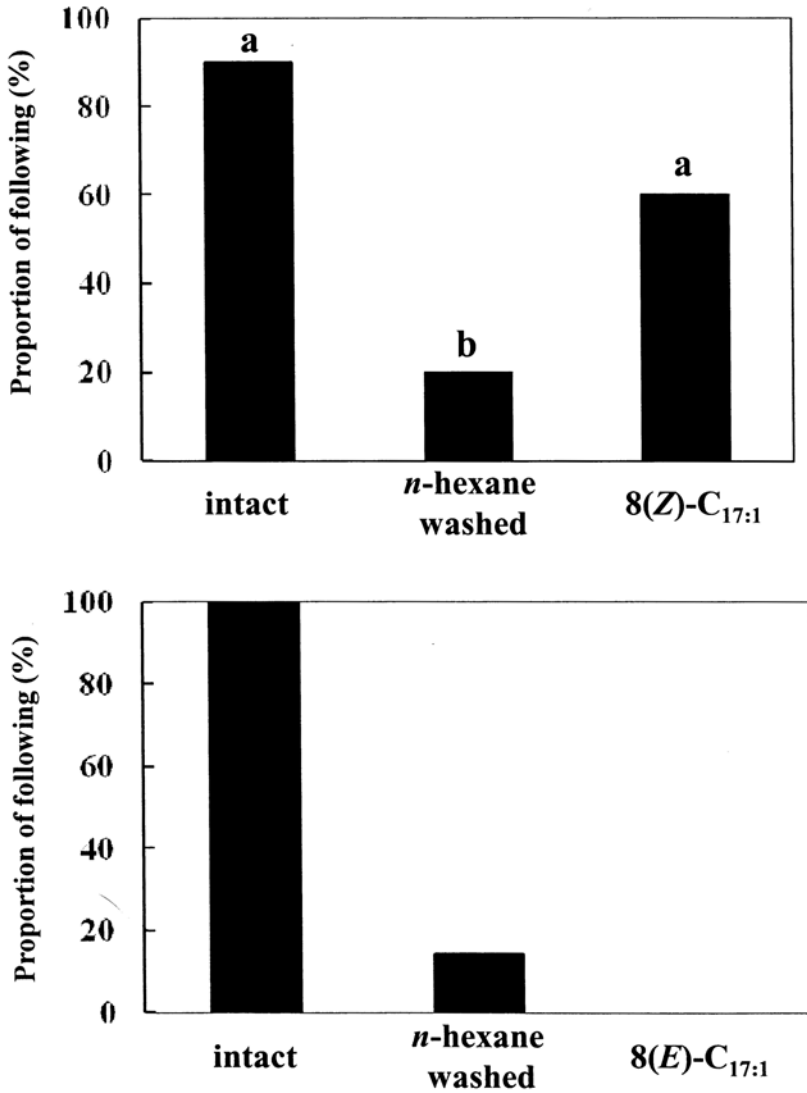 Proportion of following (%)
100
80
60
40
20
0
a
b
a
intact
n-hexane
washed
8(Z)-C17:1
Proportion of following (%)
100
80
60
40
20
0
intact
n-hexane
washed
8(E)-C17:1